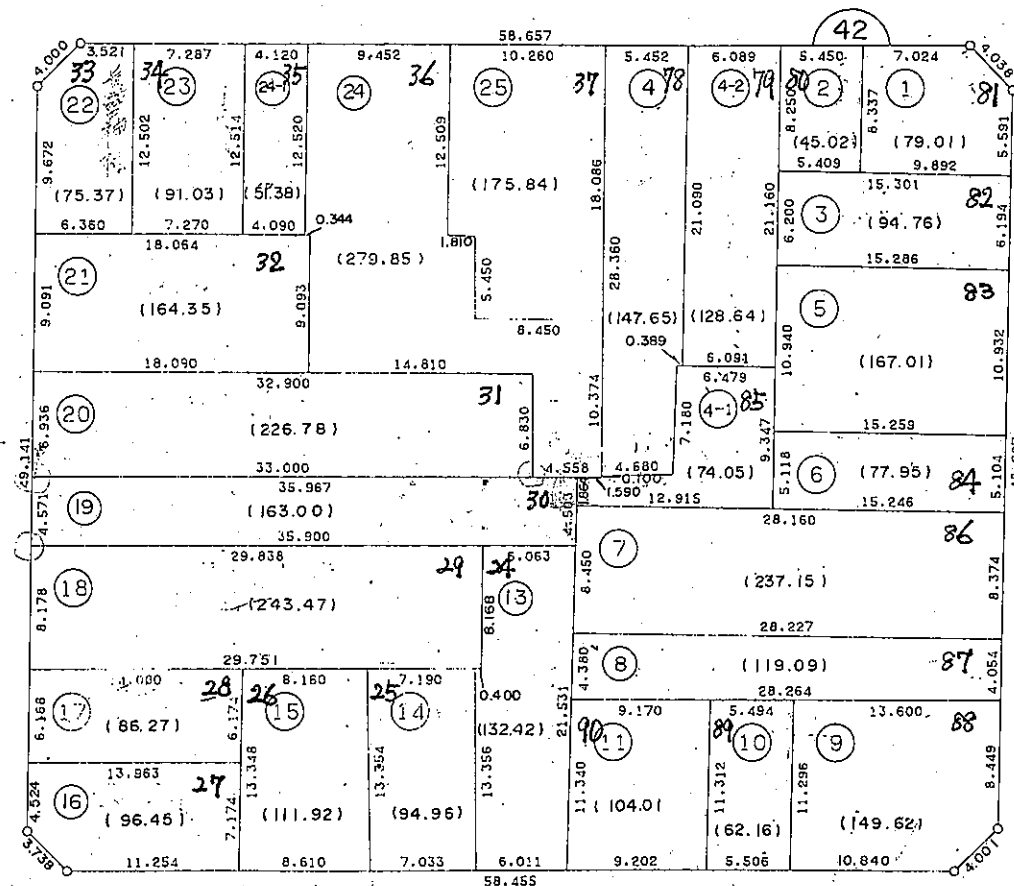 42
58.657
4.000 3.521 7.287 4.120 9.452 10.260 5.452 6.089 5.450 7.024 4.038
33 34 35 36 37 78 79 80 81
22 23 24-1 24 25 4 4-2 2 1
9.672 12.502 12.514 12.520 12.509 18.086 21.090 8.337 5.591
(75.37) (91.03) (51.38) (175.84) (45.02) (79.01)
5.409 9.892
6.360 7.270 4.090 0.344 1.810 28.360 21.160 15.301 82
18.064 32 3 6.200 (94.76) 6.194
21 (279.85) 5.450 15.286
9.091 (164.35) 9.093 8.450 (147.65) (128.64) 5 83
0.389 10.940 (167.01) 10.932
18.090 14.810 6.091
32.900 31 6.479
20 (226.78) 6.830 10.374 7.180 4-1 85 15.259
6.936 9.347
49.141 33.000 4.558 4.680 (74.05) 5.118 6 (77.95) 84 5.104
35.967 30 0.100 1.590 12.915 15.246
19 (163.00) 4.571 4.503 28.160 86
35.900 7
29.838 29 24 6.063 8.450 (237.15) 8.374
18 (243.47) 8.178 8.168 13 28.227
29.751 8 (119.09) 87 4.380 4.054
28 26 8.160 25 7.190 0.400 28.264
17 (86.27) 6.166 6.174 15 14 (132.42) 21.531 9.170 5.494 13.600 88
13.963 27 13.348 13.354 13.356 90 11 89 10 9 8.449
16 (96.45) 4.524 7.174 (111.92) (94.96) 11.340 (104.01 11.312 (62.16) 11.296 (149.62)
3.738 11.254 8.610 7.033 6.011 9.202 5.506 10.840 4.001
58.455